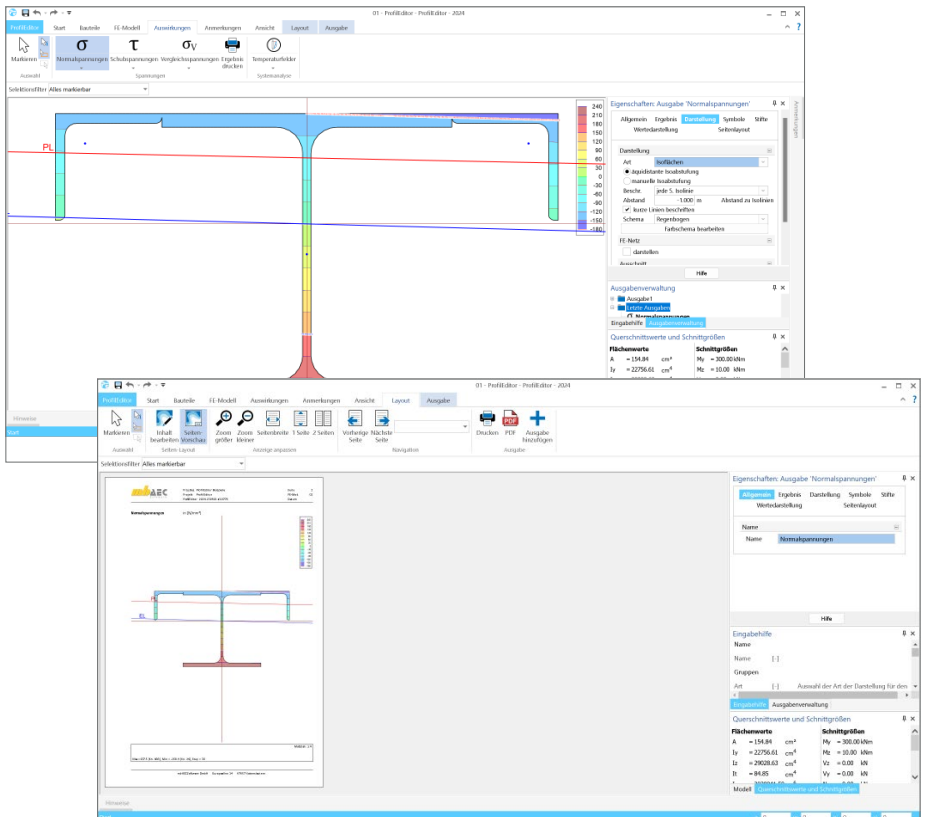 01 - ProfilEditor - ProfilEditor - 2024
ProfilEditor Start Bauteile FE-Modell Auswirkungen Anmerkungen Ansicht Layout Ausgabe
σ τ σv
Markieren Normalspannungen Schubspannungen Vergleichsspannungen Ergebnis drucken Temperaturfelder
Auswahl Spannungen Systemanalyse
Selektionsfilter Alles markierbar
PL
240
210
180
150
120
90
60
30
0
-30
-60
-90
-120
-150
-180
Eigenschaften: Ausgabe 'Normalspannungen'
Allgemein Ergebnis Darstellung Symbole Stifte
Wertedarstellung Seitenlayout
Darstellung
Art Isoflächen
äquidistante Isoabstufung
manuelle Isoabstufung
Beschr. jede 5. Isolinie
Abstand -1.000 m Abstand zu Isolinien
kurze Linien beschriften
Schema Regenbogen
Farbschema bearbeiten
FE-Netz
darstellen
Ausschnitt
Hilfe
Anmerkungen
Ausgabenverwaltung
Ausgabe1
Letzte Ausgaben
σ Normalspannungen
Eingabehilfe Ausgabenverwaltung
Querschnittswerte und Schnittgrößen
Flächenwerte Schnittgrößen
A = 154.84 cm² My = 300.00 kNm
Iy = 22756.61 cm⁴ Mz = 10.00 kNm
Hinweise
Start
01 - ProfilEditor - ProfilEditor - 2024
ProfilEditor Start Bauteile FE-Modell Auswirkungen Anmerkungen Ansicht Layout Ausgabe
Markieren Inhalt bearbeiten Seiten-Vorschau Zoom größer Zoom kleiner Seitenbreite 1 Seite 2 Seiten Vorherige Seite Nächste Seite Drucken PDF Ausgabe hinzufügen
Auswahl Seiten-Layout Anzeige anpassen Navigation Ausgabe
Selektionsfilter Alles markierbar
mbAEC
Normalspannungen
PL
Eigenschaften: Ausgabe 'Normalspannungen'
Allgemein Ergebnis Darstellung Symbole Stifte
Wertedarstellung Seitenlayout
Name
Name Normalspannungen
Hilfe
Eingabehilfe
Name
Name [-]
Gruppen
Art [-] Auswahl der Art der Darstellung für den
Eingabehilfe Ausgabenverwaltung
Querschnittswerte und Schnittgrößen
Flächenwerte Schnittgrößen
A = 154.84 cm² My = 300.00 kNm
Iy = 22756.61 cm⁴ Mz = 10.00 kNm
Iz = 29028.63 cm⁴ Vz = 0.00 kN
It = 84.85 cm⁴ Vy = 0.00 kN
Modell Querschnittswerte und Schnittgrößen
Hinweise